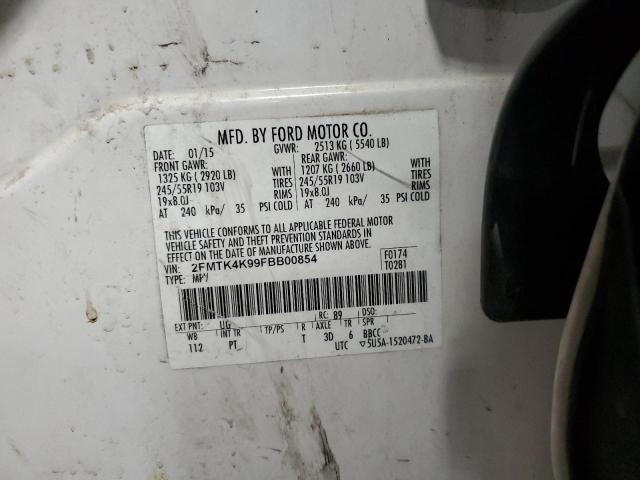 MFD. BY FORD MOTOR CO.
DATE: 01/15 GVWR: 2513 KG ( 5540 LB)
FRONT GAWR: REAR GAWR:
1325 KG ( 2920 LB) WITH 1207 KG ( 2660 LB) WITH
245/55R19 103V TIRES 245/55R19 103V TIRES
19x8.0J RIMS 19x8.0J RIMS
AT 240 kPa/ 35 PSI COLD AT 240 kPa/ 35 PSI COLD
THIS VEHICLE CONFORMS TO ALL APPLICABLE FEDERAL MOTOR
VEHICLE SAFETY AND THEFT PREVENTION STANDARDS IN
EFFECT ON THE DATE OF MANUFACTURE SHOWN ABOVE.
VIN: 2FMTK4K99FBB00854 F0174
TYPE: MPV T0281
EXT PNT: UG RC: 89 DSO:
WB INT TR TP/PS R AXLE TR SPR
112 PT T 3D 6 BBCC
UTC ▽5U5A-1520472-BA